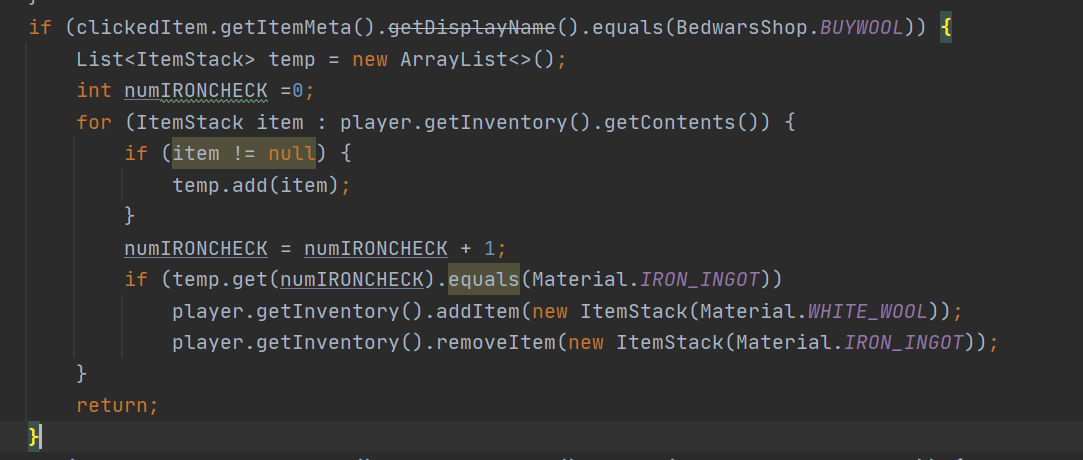 if (clickedItem.getItemMeta().getDisplayName().equals(BedwarsShop.BUYWOOL)) {
List<ItemStack> temp = new ArrayList<>();
int numIRONCHECK =0;
for (ItemStack item : player.getInventory().getContents()) {
if (item != null) {
temp.add(item);
}
numIRONCHECK = numIRONCHECK + 1;
if (temp.get(numIRONCHECK).equals(Material.IRON_INGOT))
player.getInventory().addItem(new ItemStack(Material.WHITE_WOOL));
player.getInventory().removeItem(new ItemStack(Material.IRON_INGOT));
}
return;
}